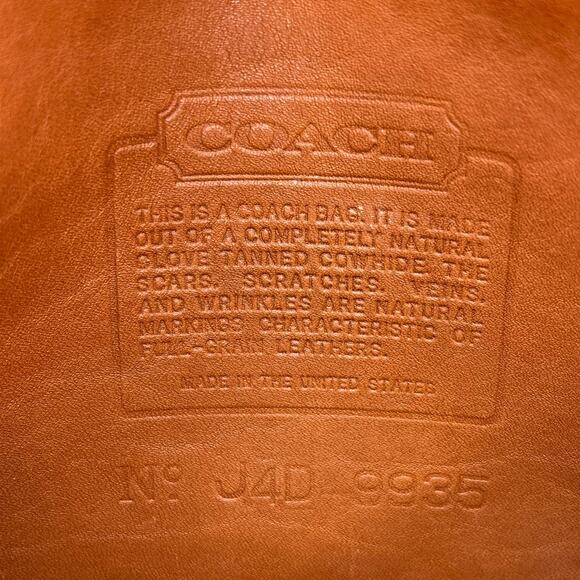 COACH
THIS IS A COACH BAG. IT IS MADE
OUT OF A COMPLETELY NATURAL
GLOVE TANNED COWHIDE. THE
SCARS, SCRATCHES, VEINS,
AND WRINKLES ARE NATURAL
MARKINGS CHARACTERISTIC OF
FULL-GRAIN LEATHERS.
MADE IN THE UNITED STATES
Nº J4D-9935